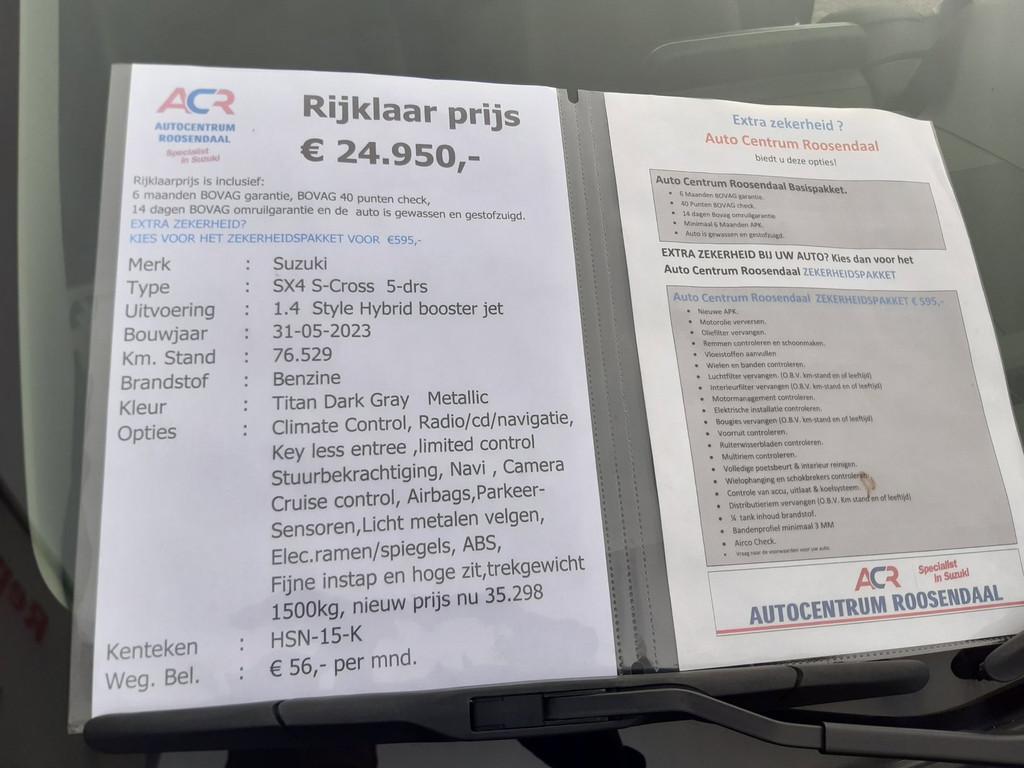 ACR
AUTOCENTRUM
ROOSENDAAL
Specialist
in Suzuki
Rijklaar prijs
€ 24.950,-
Rijklaarprijs is inclusief:
6 maanden BOVAG garantie, BOVAG 40 punten check,
14 dagen BOVAG omruilgarantie en de auto is gewassen en gestofzuigd.
EXTRA ZEKERHEID?
KIES VOOR HET ZEKERHEIDSPAKKET VOOR €595,-
Merk : Suzuki
Type : SX4 S-Cross 5-drs
Uitvoering : 1.4 Style Hybrid booster jet
Bouwjaar : 31-05-2023
Km. Stand : 76.529
Brandstof : Benzine
Kleur : Titan Dark Gray Metallic
Opties : Climate Control, Radio/cd/navigatie,
Key less entree ,limited control
Stuurbekrachtiging, Navi , Camera
Cruise control, Airbags,Parkeer-
Sensoren,Licht metalen velgen,
Elec.ramen/spiegels, ABS,
Fijne instap en hoge zit,trekgewicht
1500kg, nieuw prijs nu 35.298
Kenteken : HSN-15-K
Weg. Bel. : € 56,- per mnd.
Extra zekerheid ?
Auto Centrum Roosendaal
biedt u deze opties!
Auto Centrum Roosendaal Basispakket.
• 6 Maanden BOVAG garantie.
• 40 Punten BOVAG check.
• 14 dagen Bovag omruilgarantie.
• Minimaal 6 Maanden APK.
• Auto is gewassen en gestofzuigd.
EXTRA ZEKERHEID BIJ UW AUTO? Kies dan voor het
Auto Centrum Roosendaal ZEKERHEIDSPAKKET
Auto Centrum Roosendaal ZEKERHEIDSPAKKET € 595,-
• Nieuwe APK.
• Motorolie verversen.
• Oliefilter vervangen.
• Remmen controleren en schoonmaken.
• Vloeistoffen aanvullen
• Wielen en banden controleren.
• Luchtfilter vervangen. (O.B.V. km-stand en of leeftijd)
• Interieurfilter vervangen (O.B.V. km-stand en of leeftijd)
• Motormanagement controleren.
• Elektrische installatie controleren.
• Bougies vervangen (O.B.V. km-stand en of leeftijd)
• Voorruit controleren.
• Ruiterwisserbladen controleren.
• Multiriem controleren.
• Volledige poetsbeurt & interieur reinigen.
• Wielophanging en schokbrekers controleren.
• Controle van accu, uitlaat & koelsysteem.
• Distributieriem vervangen (O.B.V. Km stand en of leeftijd)
• ¼ tank inhoud brandstof.
• Bandenprofiel minimaal 3 MM
• Airco Check.
• Vraag naar de voorwaarden voor uw auto.
ACR Specialist
in Suzuki
AUTOCENTRUM ROOSENDAAL